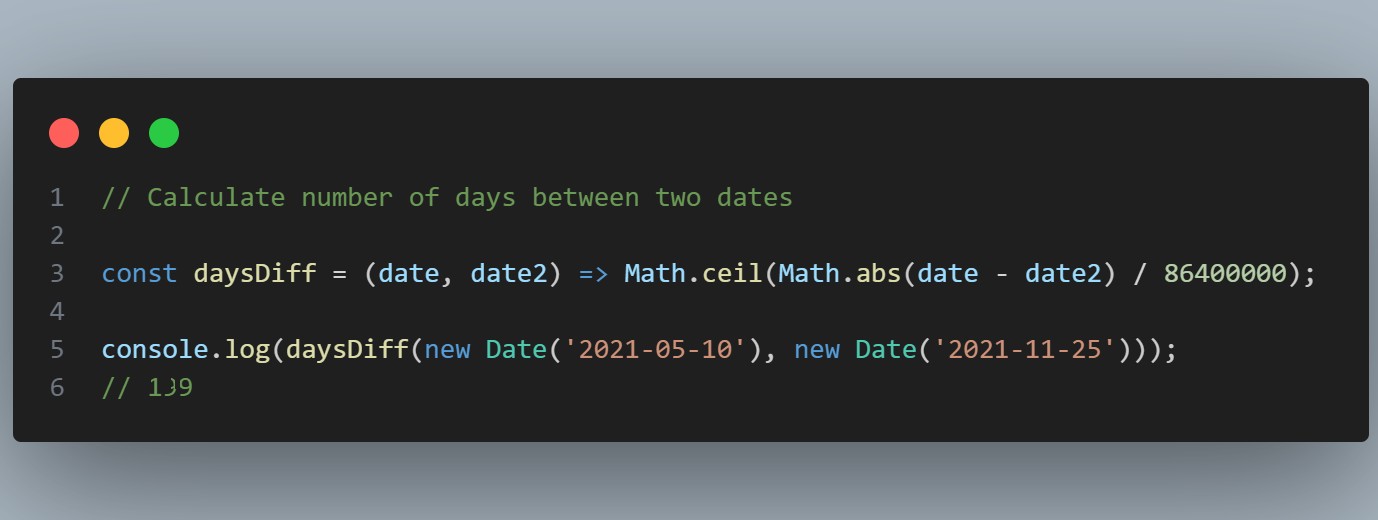 1 // Calculate number of days between two dates
2
3 const daysDiff = (date, date2) => Math.ceil(Math.abs(date - date2) / 86400000);
4
5 console.log(daysDiff(new Date('2021-05-10'), new Date('2021-11-25')));
6 //